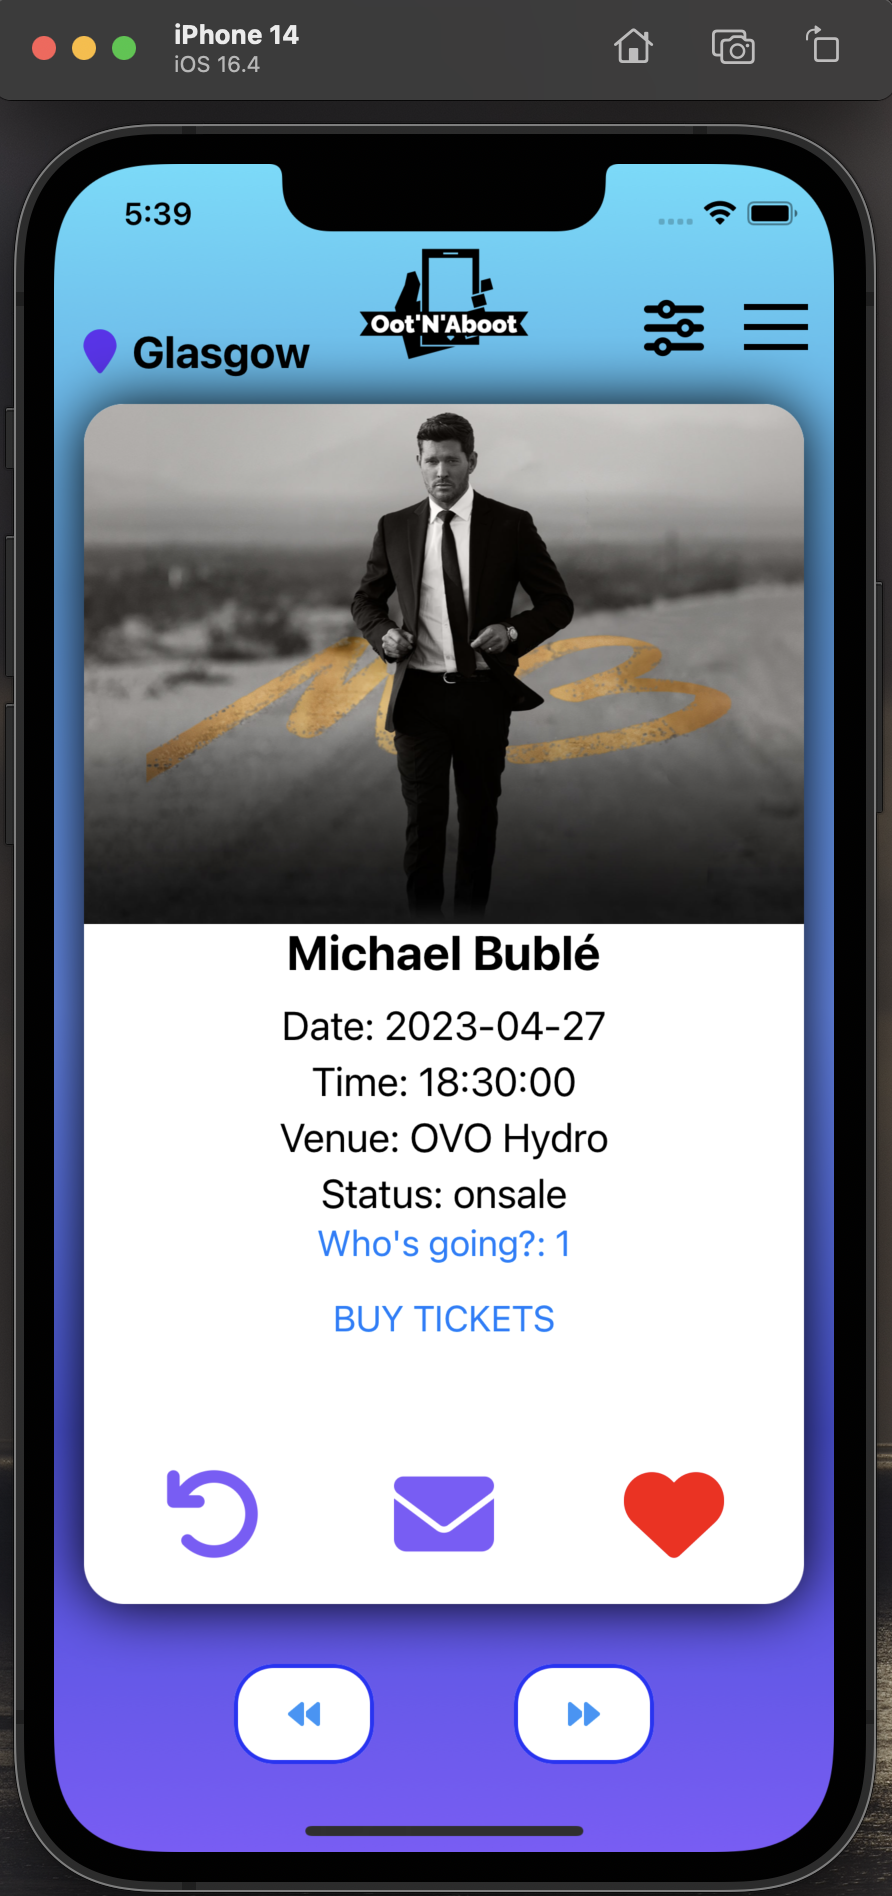 iPhone 14
iOS 16.4
5:39
Oot'N'Aboot
Glasgow
MB
Michael Bublé
Date: 2023-04-27
Time: 18:30:00
Venue: OVO Hydro
Status: onsale
Who's going?: 1
BUY TICKETS